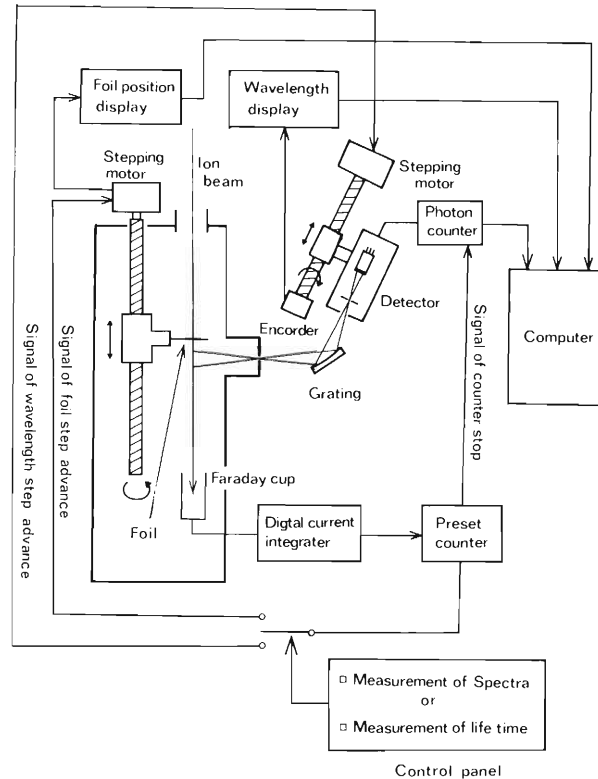 Foil position
display
Wavelength
display
Stepping
motor
Ion
beam
Stepping
motor
Photon
counter
Detector
Encorder
Computer
Grating
Signal of wavelength step advance
Signal of foil step advance
Signal of counter stop
Faraday cup
Foil
Digtal current
integrater
Preset
counter
Measurement of Spectra
or
Measurement of life time
Control panel